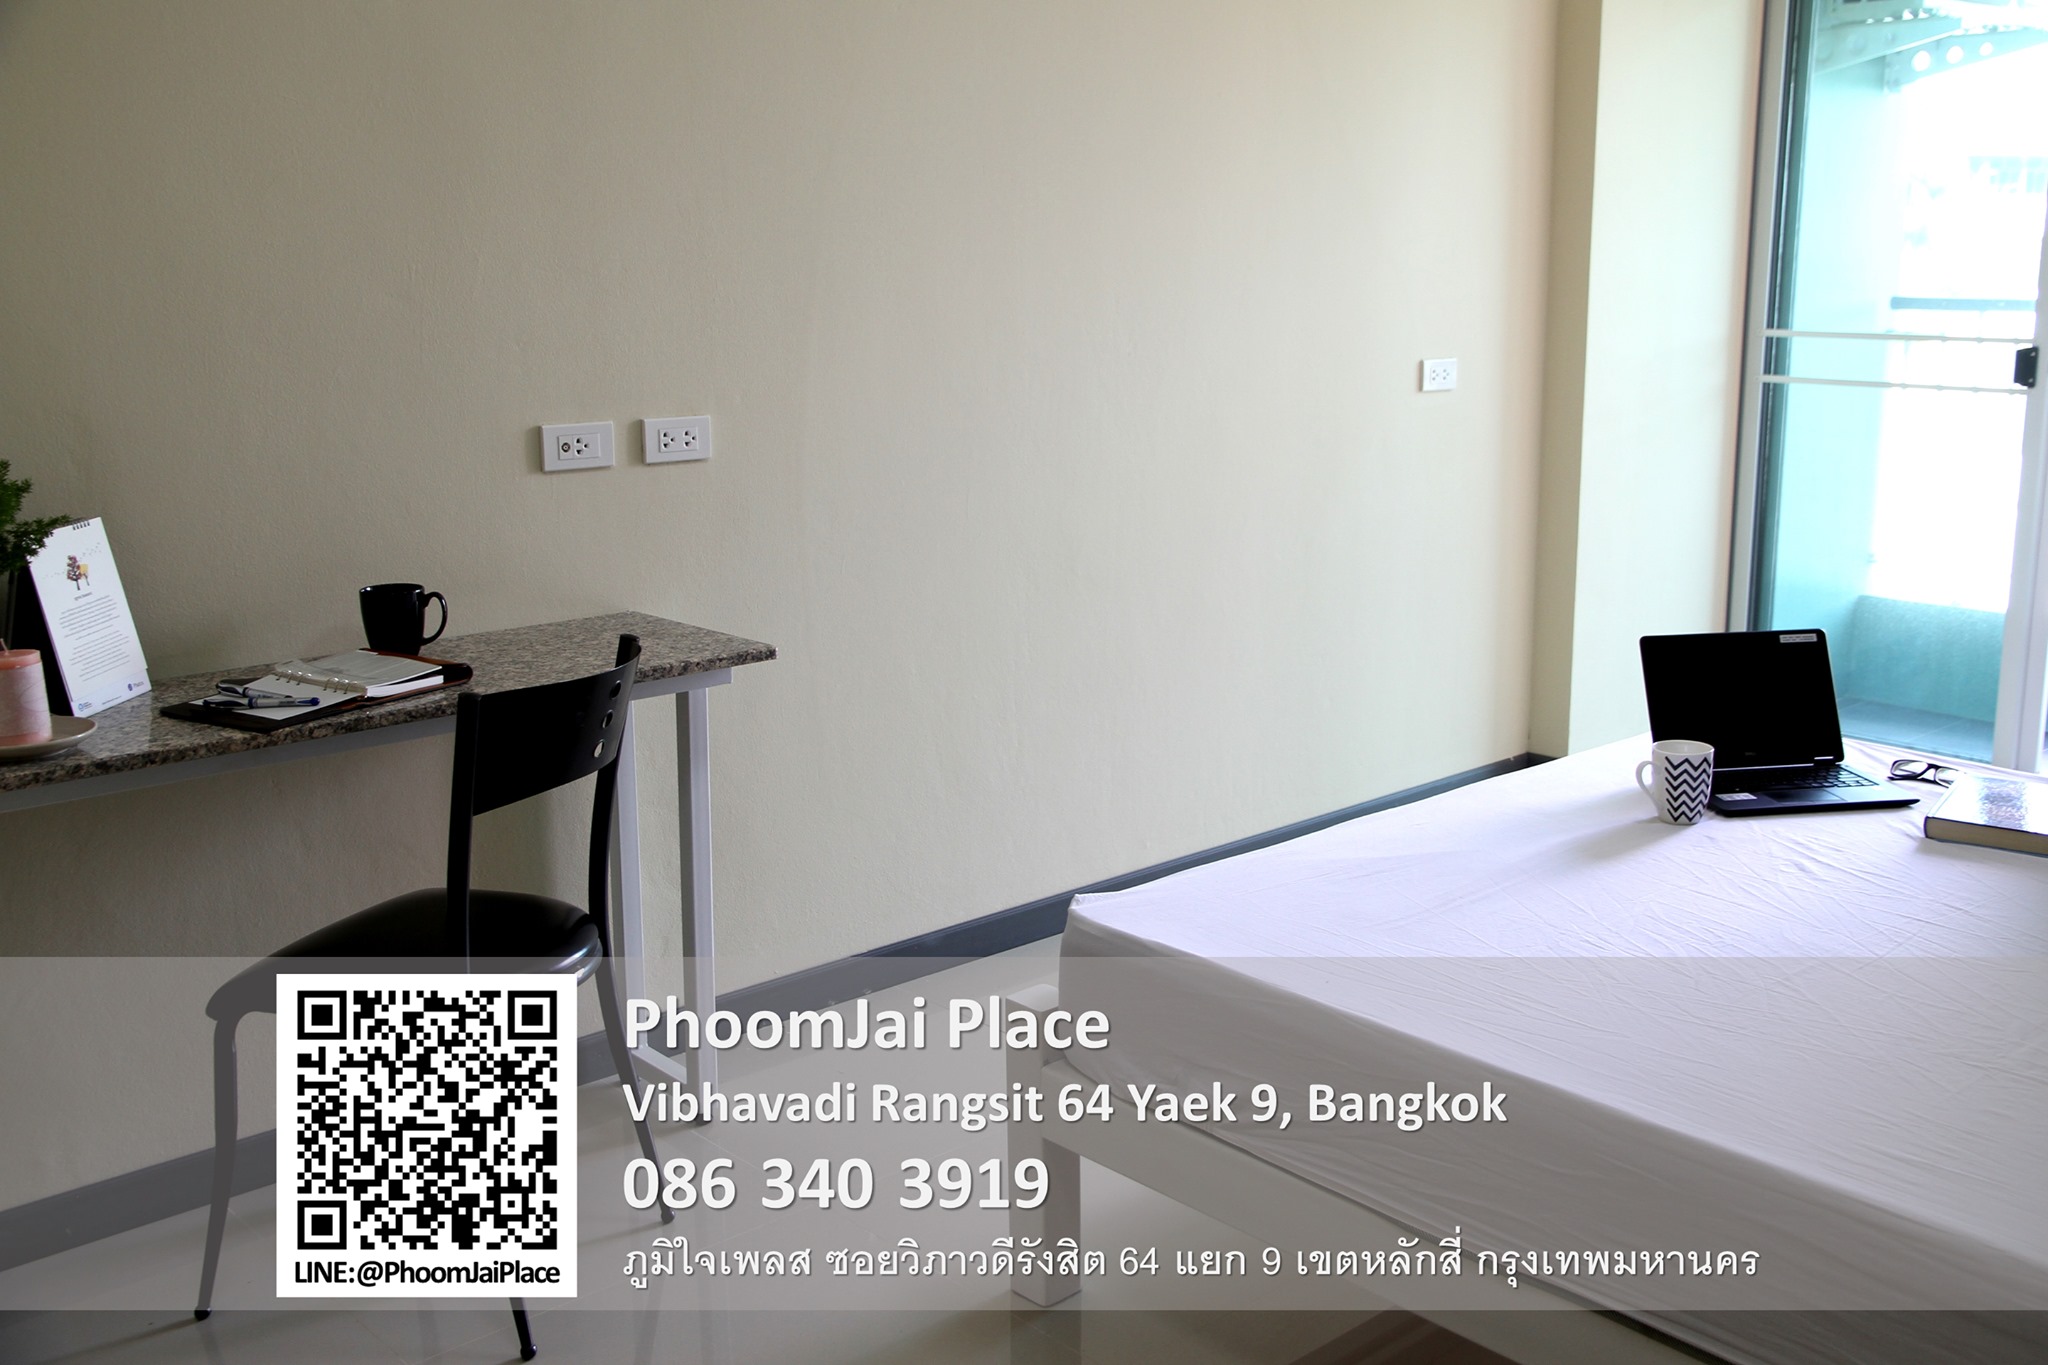 PhoomJai Place
Vibhavadi Rangsit 64 Yaek 9, Bangkok
086 340 3919
ภูมิใจเพลส ซอยวิภาวดีรังสิต 64 แยก 9 เขตหลักสี่ กรุงเทพมหานคร
LINE:@PhoomJaiPlace